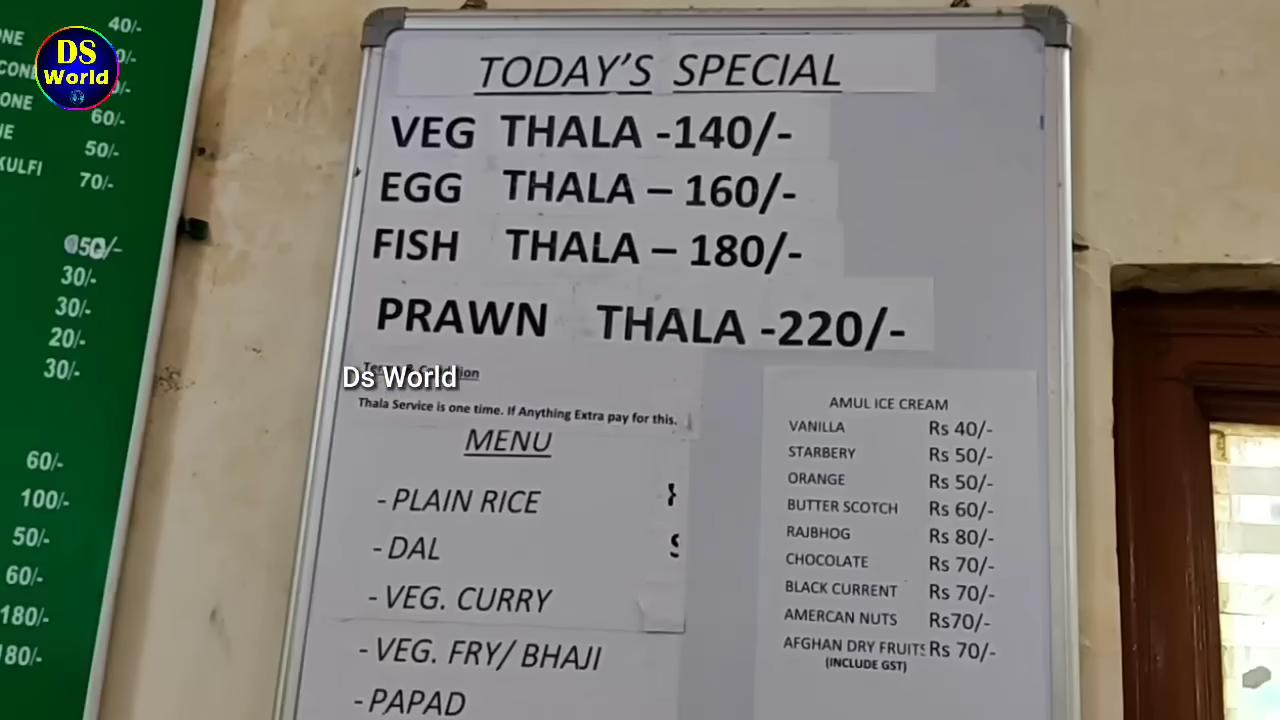 DS
World
40/-
60/-
50/-
KULFI 70/-
30/-
30/-
20/-
30/-
60/-
100/-
50/-
60/-
180/-
TODAY'S SPECIAL
VEG THALA -140/-
EGG THALA – 160/-
FISH THALA – 180/-
PRAWN THALA -220/-
Ds World
Thala Service is one time. If Anything Extra pay for this.
MENU
- PLAIN RICE
- DAL
- VEG. CURRY
- VEG. FRY/ BHAJI
- PAPAD
AMUL ICE CREAM
VANILLA Rs 40/-
STARBERY Rs 50/-
ORANGE Rs 50/-
BUTTER SCOTCH Rs 60/-
RAJBHOG Rs 80/-
CHOCOLATE Rs 70/-
BLACK CURRENT Rs 70/-
AMERCAN NUTS Rs70/-
AFGHAN DRY FRUITS Rs 70/-
(INCLUDE GST)